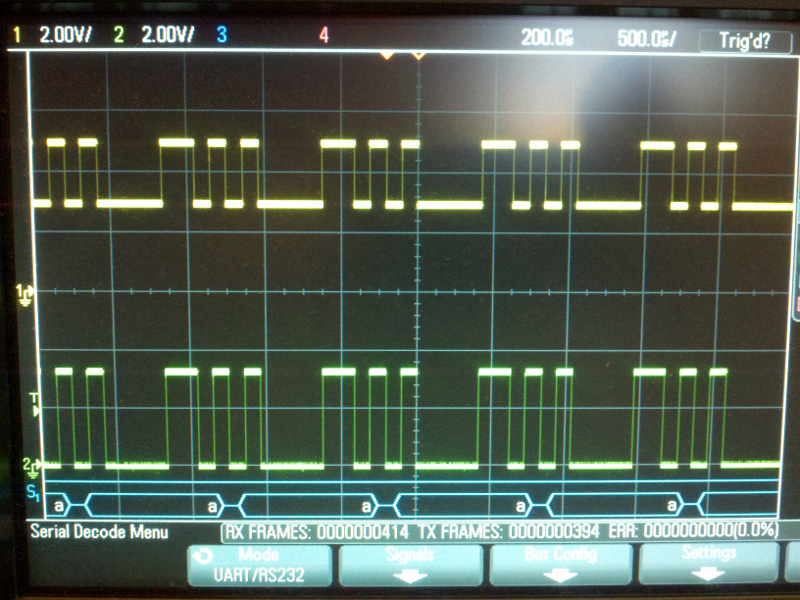 1 2.00V/ 2 2.00V/ 3 4 200.0us 500.0us/ Trig'd?
1
T
2
S1 a a a a a
Serial Decode Menu RX FRAMES: 0000000414 TX FRAMES: 0000000394 ERR: 0000000000(0.0%)
Mode Signals Bus Config Settings
UART/RS232